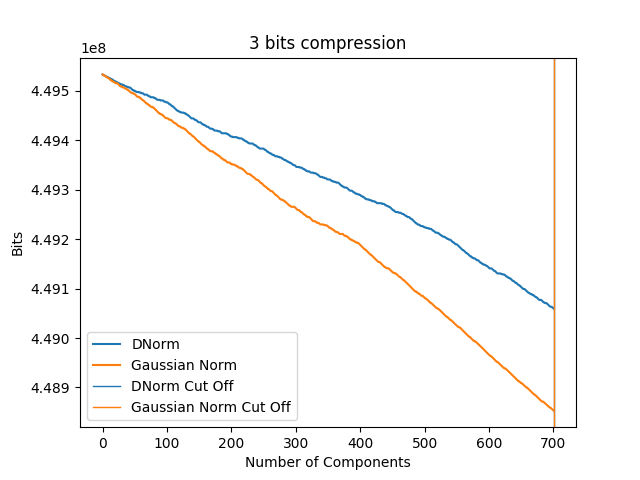 3 bits compression
1e8
4.495
4.494
4.493
4.492
4.491
4.490
4.489
Bits
DNorm
Gaussian Norm
DNorm Cut Off
Gaussian Norm Cut Off
0 100 200 300 400 500 600 700
Number of Components